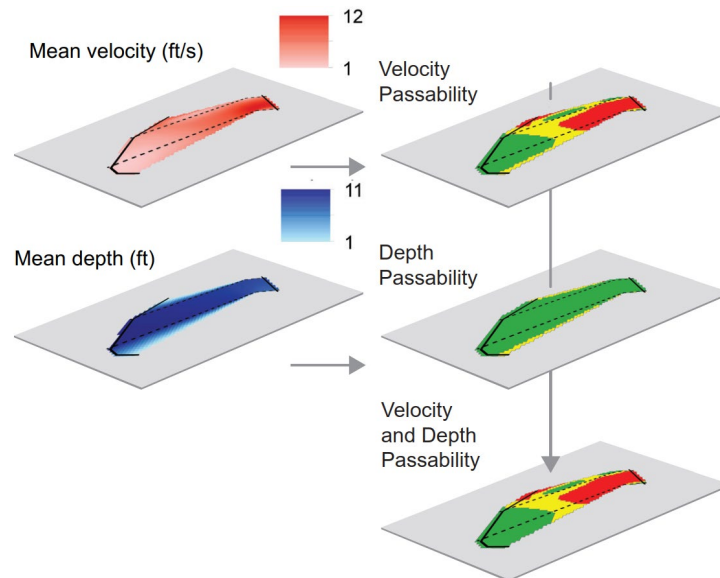 12
Mean velocity (ft/s)
1
Velocity
Passability
11
1
Mean depth (ft)
Depth
Passability
Velocity
and Depth
Passability